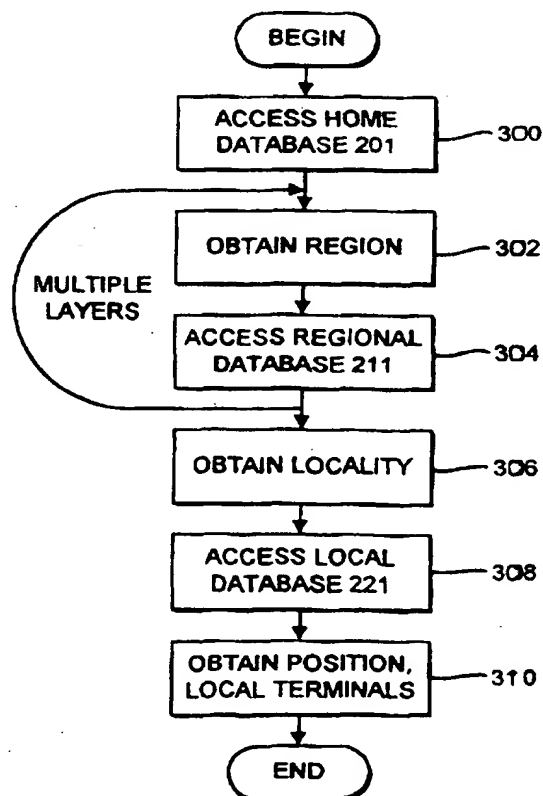 BEGIN
ACCESS HOME
DATABASE 201
300
OBTAIN REGION
302
MULTIPLE
LAYERS
ACCESS REGIONAL
DATABASE 211
304
OBTAIN LOCALITY
306
ACCESS LOCAL
DATABASE 221
308
OBTAIN POSITION,
LOCAL TERMINALS
310
END